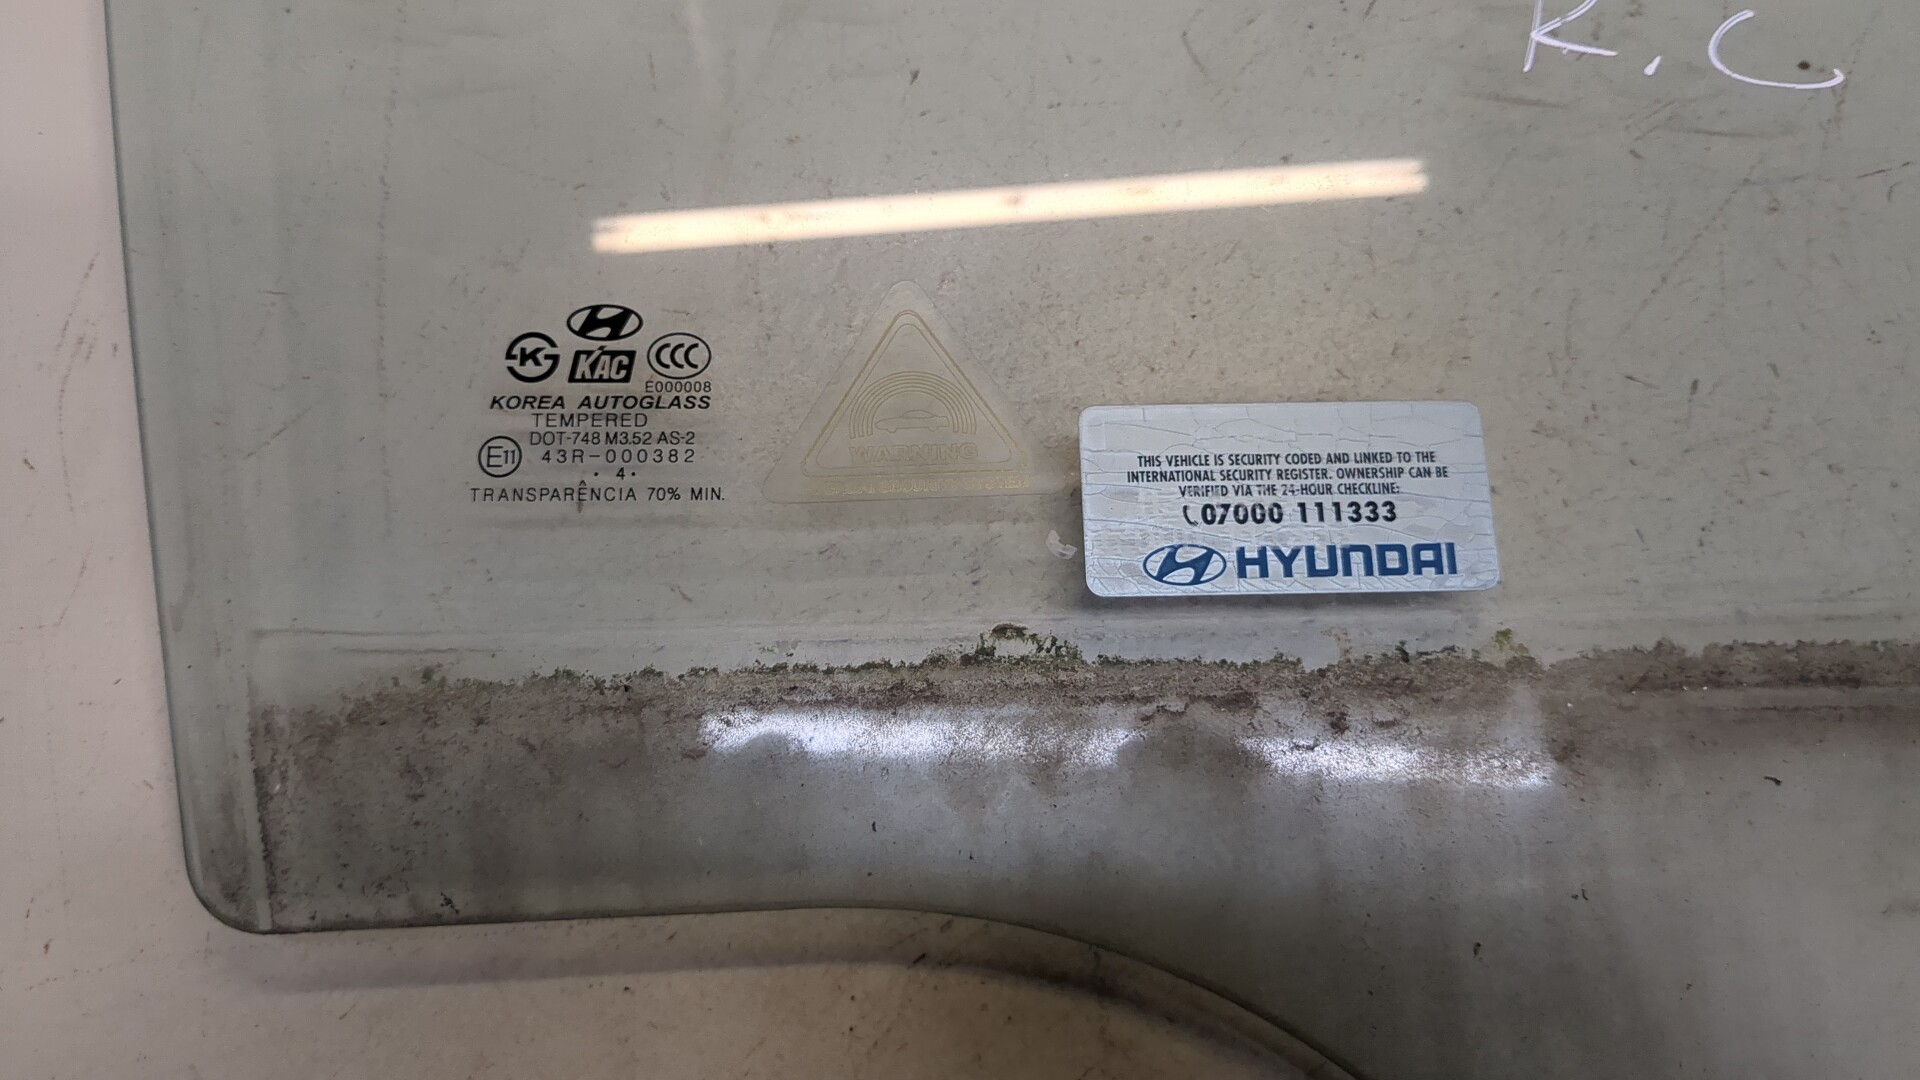 K.C
KAC
CCC
E000008
KOREA AUTOGLASS
TEMPERED
DOT-748 M3.52 AS-2
E11 43R-000382
·4·
TRANSPARÊNCIA 70% MIN.
WARNING
THIS VEHICLE IS SECURITY CODED AND LINKED TO THE
INTERNATIONAL SECURITY REGISTER. OWNERSHIP CAN BE
VERIFIED VIA THE 24-HOUR CHECKLINE:
07000 111333
HYUNDAI